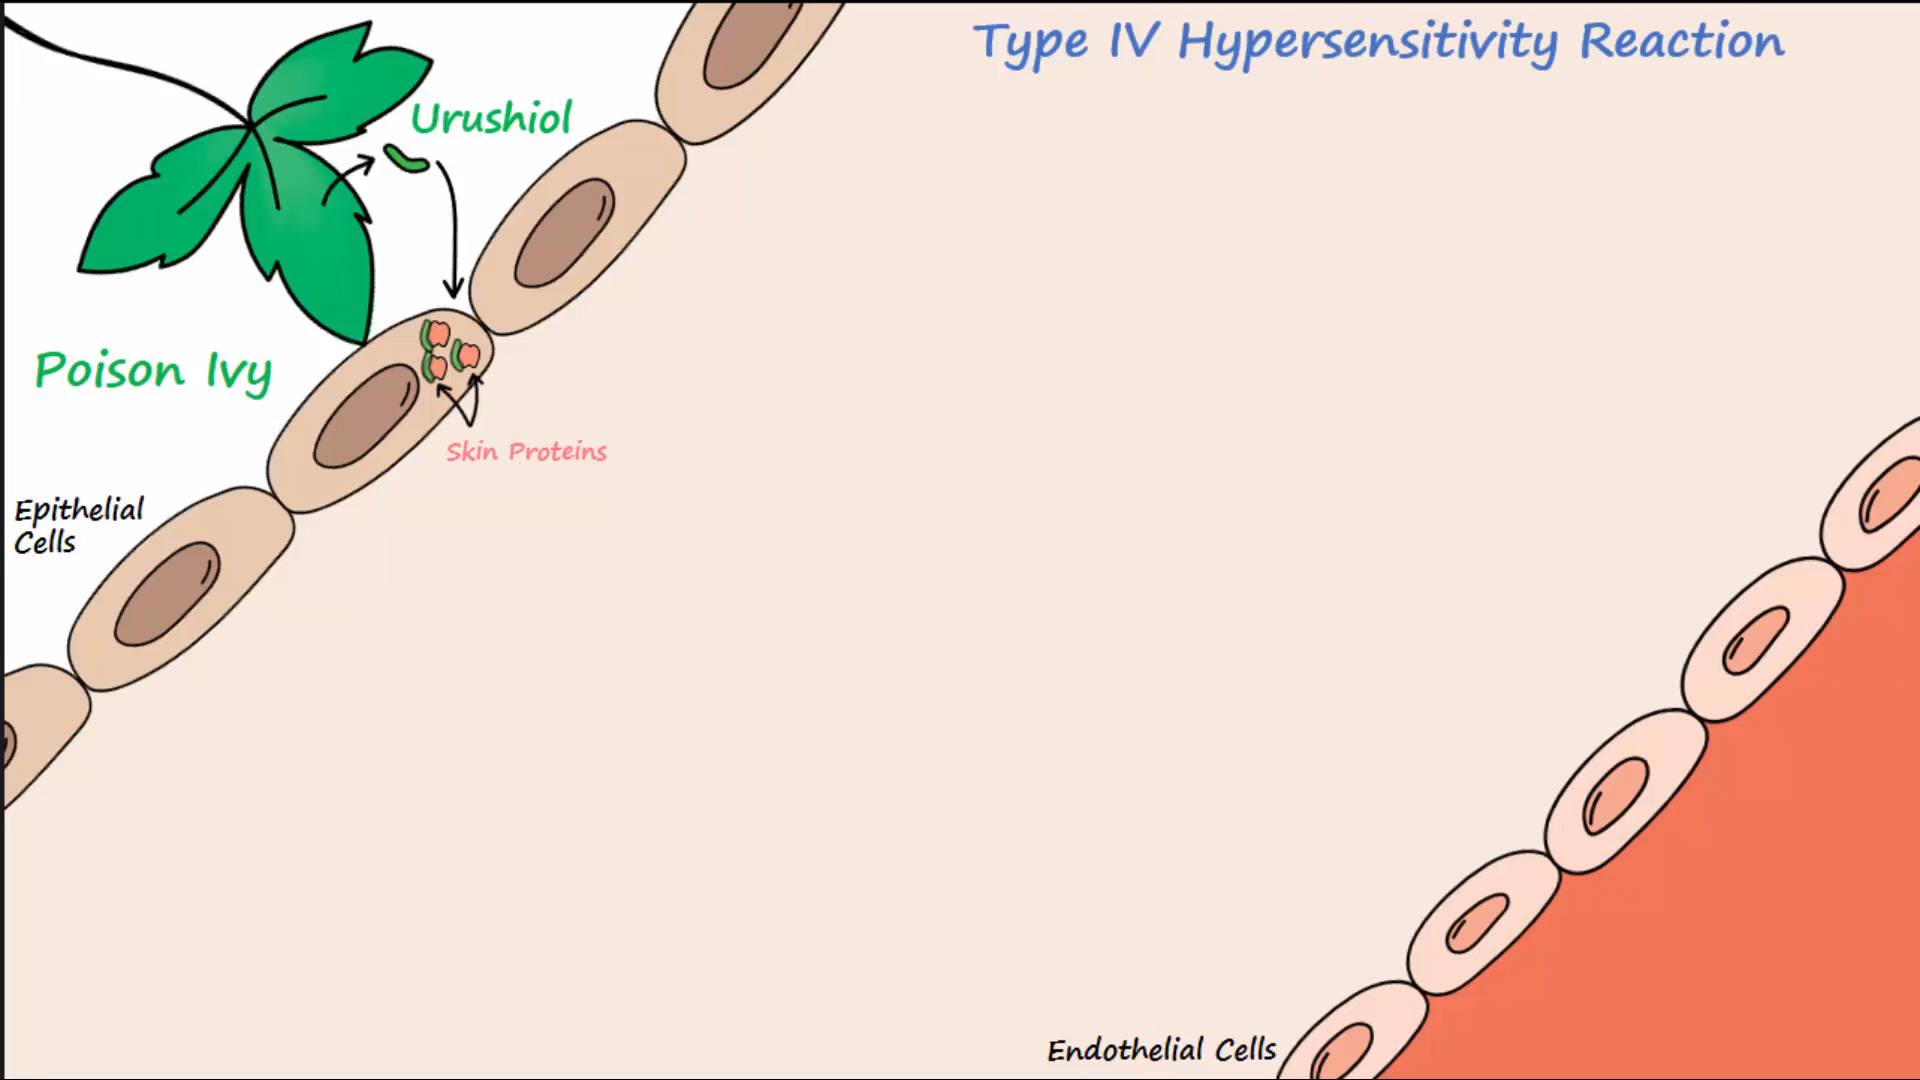 Type IV Hypersensitivity Reaction
Urushiol
Poison Ivy
Skin Proteins
Epithelial
Cells
Endothelial Cells